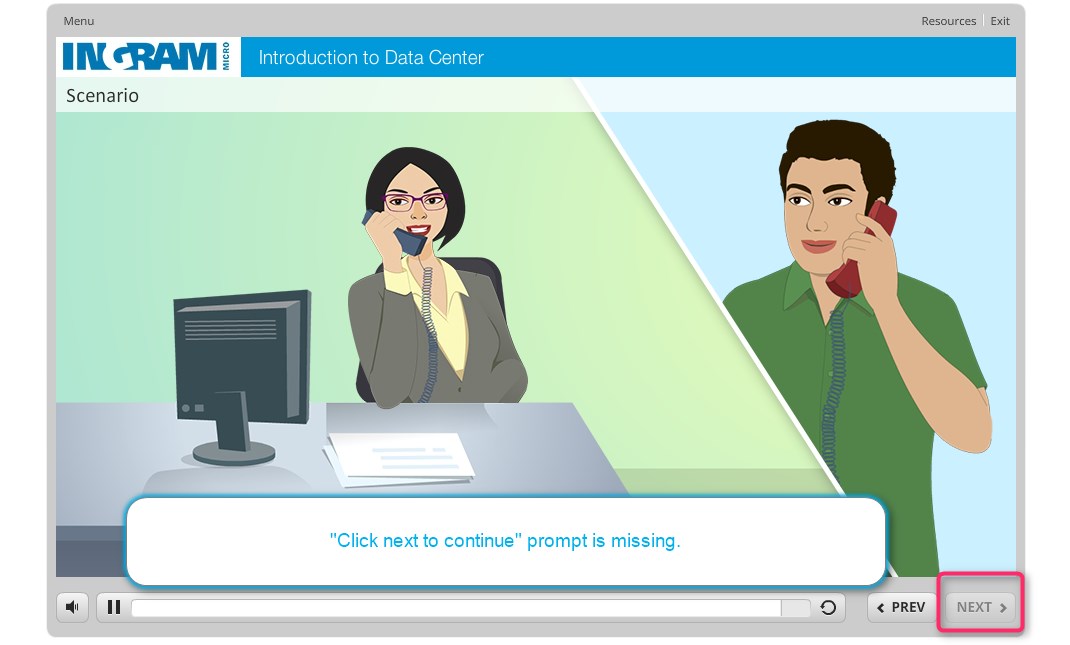 Menu
Resources | Exit
INGRAM MICRO
Introduction to Data Center
Scenario
"Click next to continue" prompt is missing.
PREV
NEXT